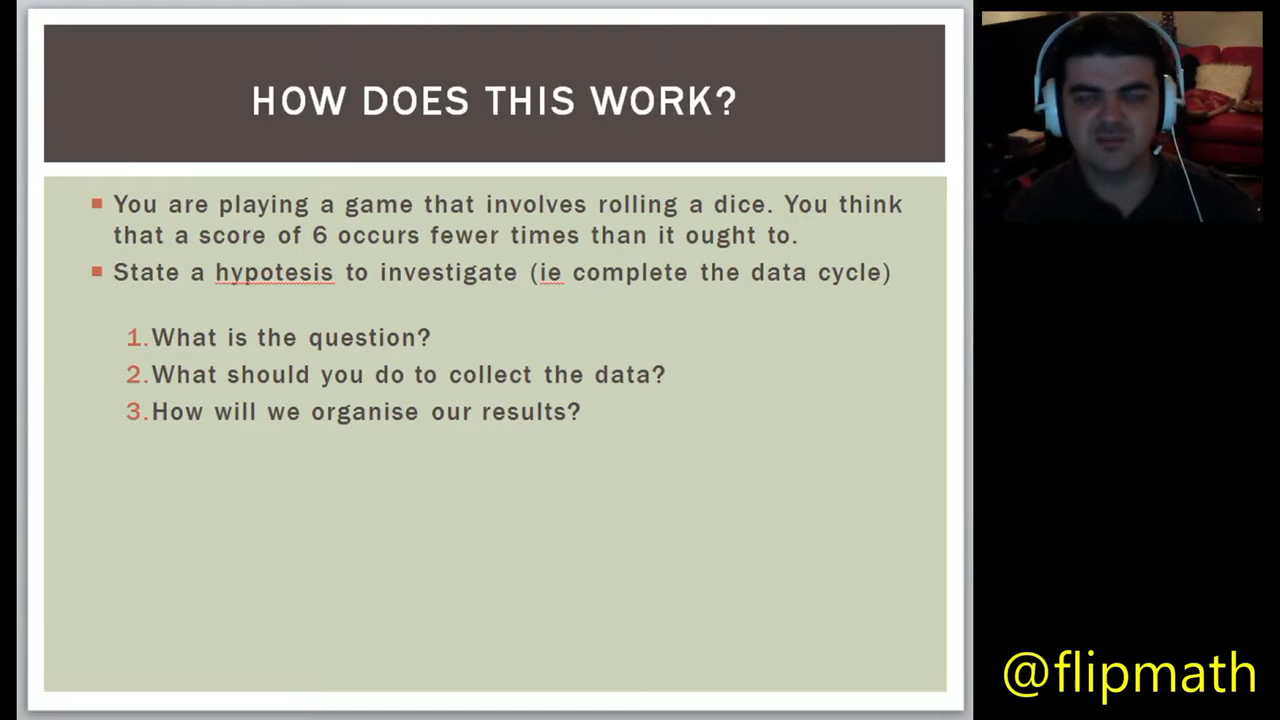 HOW DOES THIS WORK?
You are playing a game that involves rolling a dice. You think
that a score of 6 occurs fewer times than it ought to.
State a hypotesis to investigate (ie complete the data cycle)
1. What is the question?
2. What should you do to collect the data?
3. How will we organise our results?
@flipmath